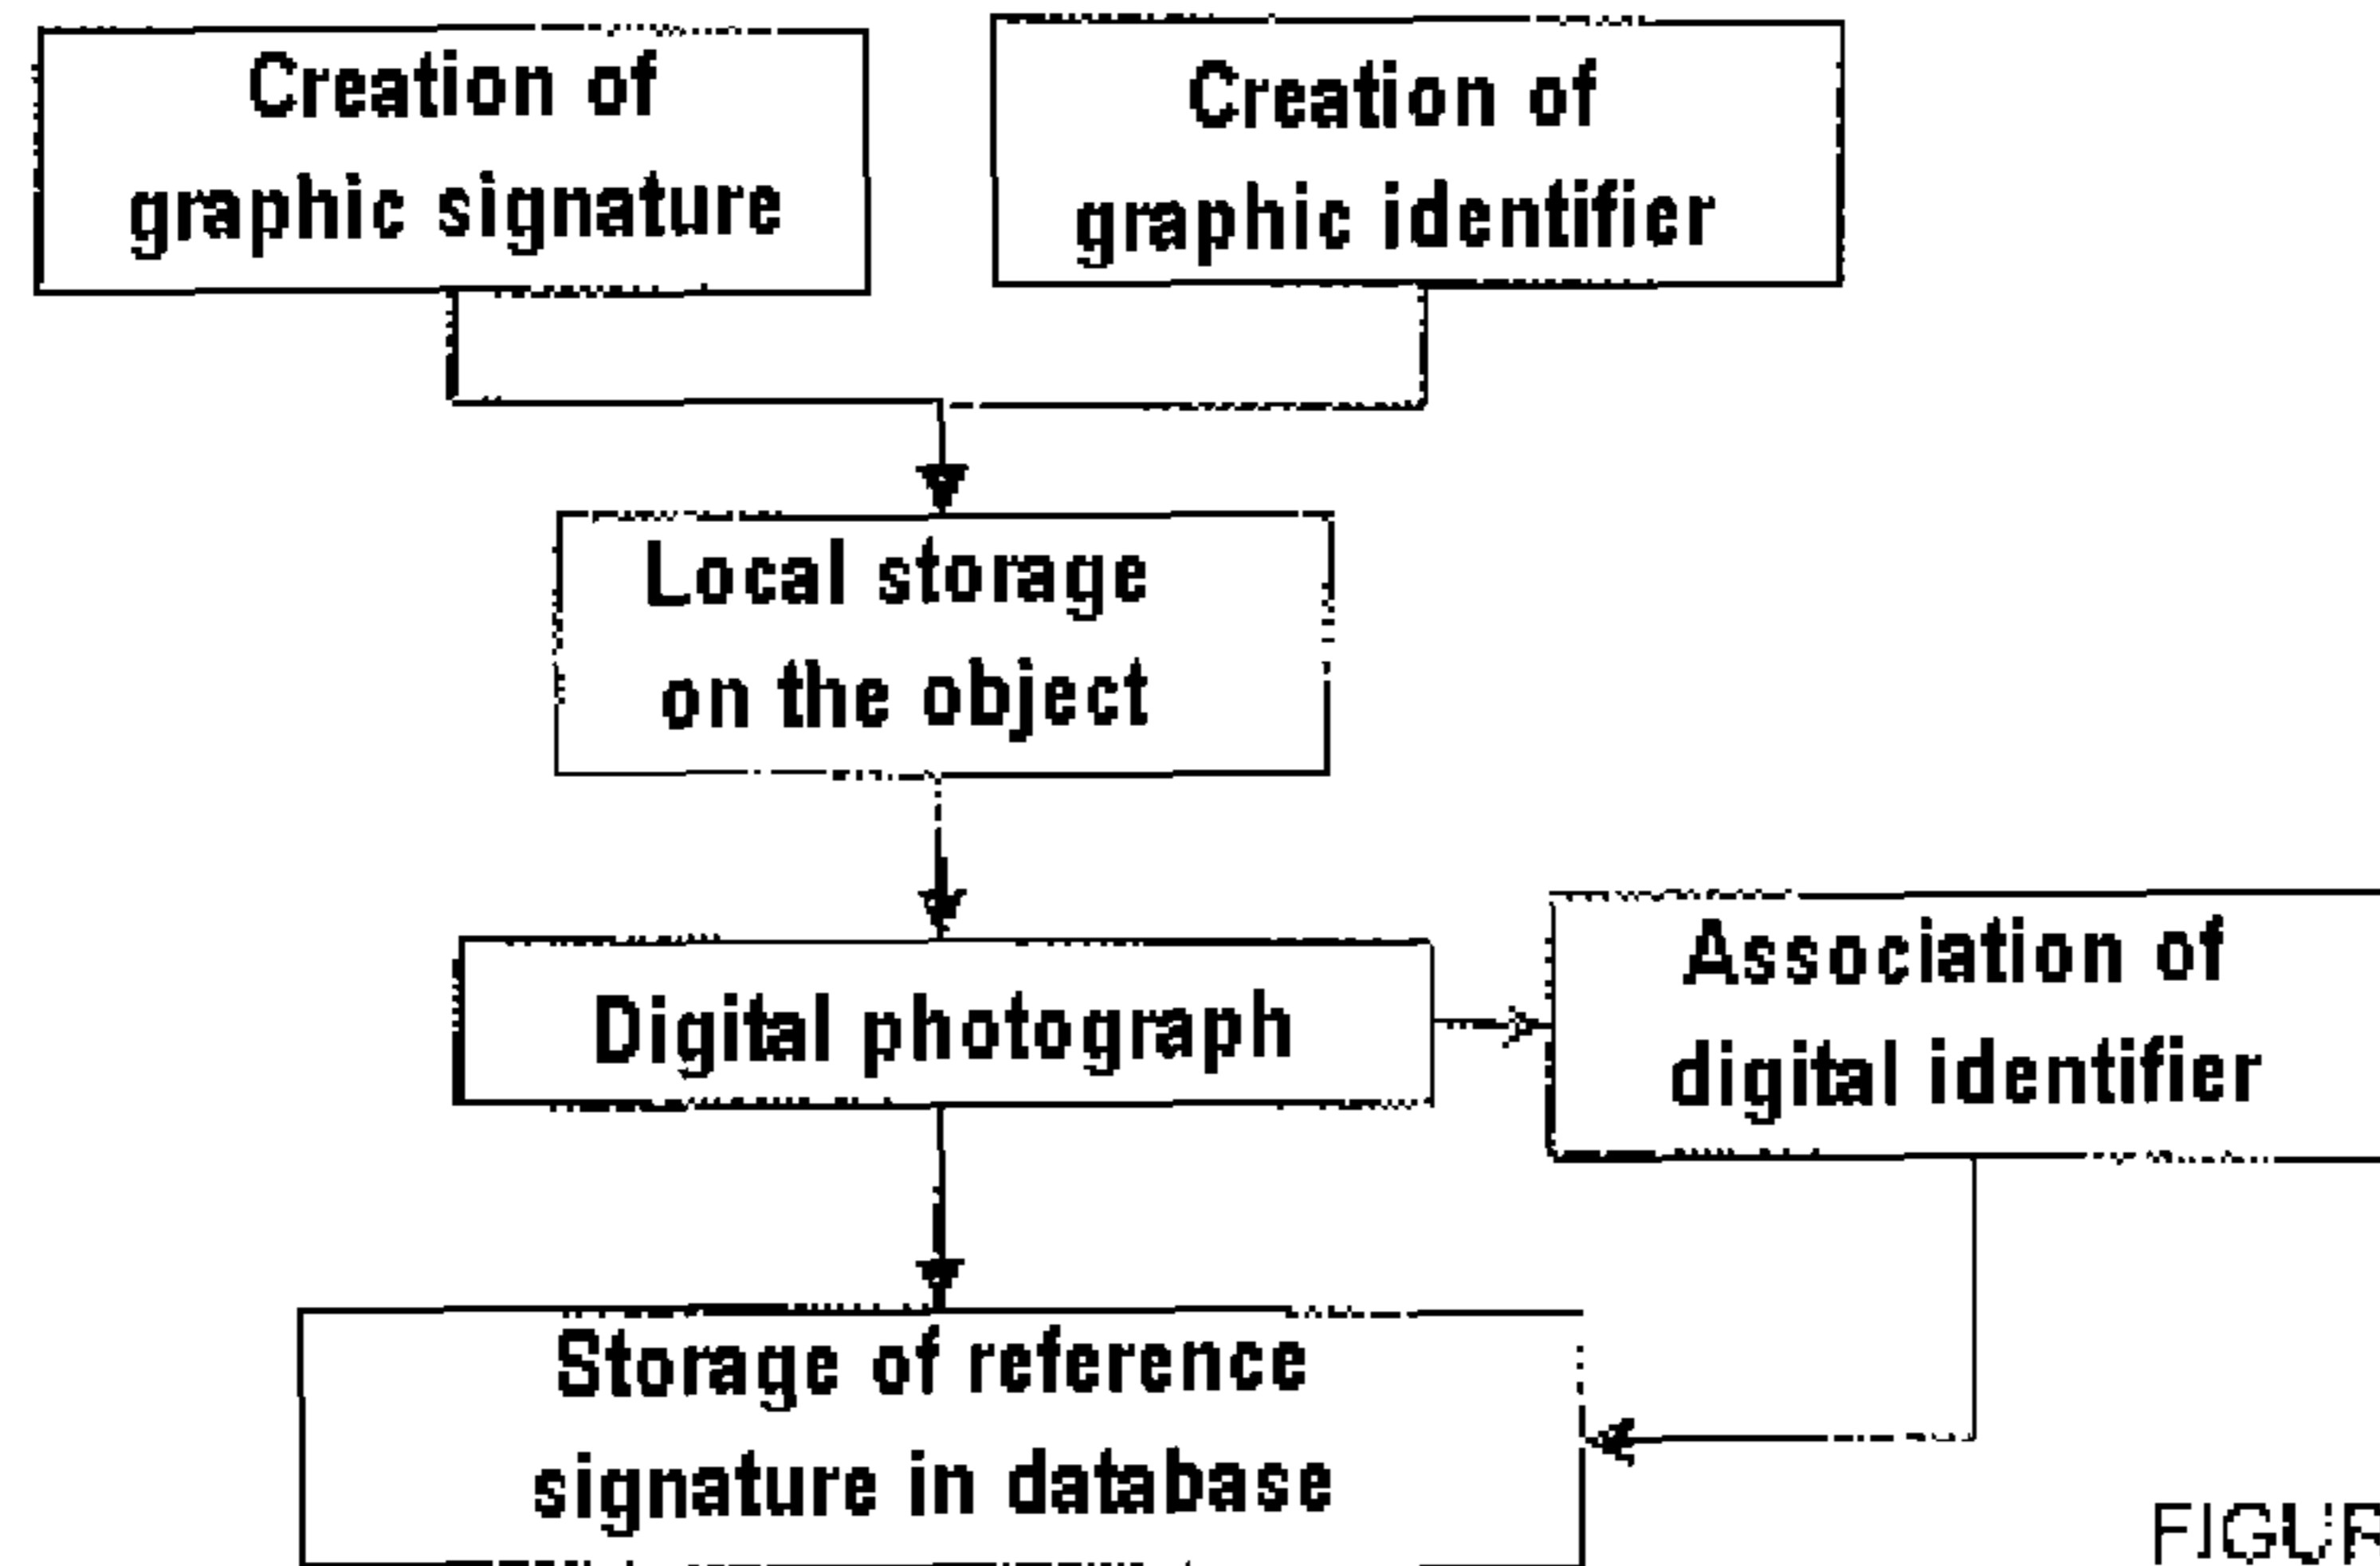 Creation of
graphic signature
Creation of
graphic identifier
Local storage
on the object
Digital photograph
Association of
digital identifier
Storage of reference
signature in database